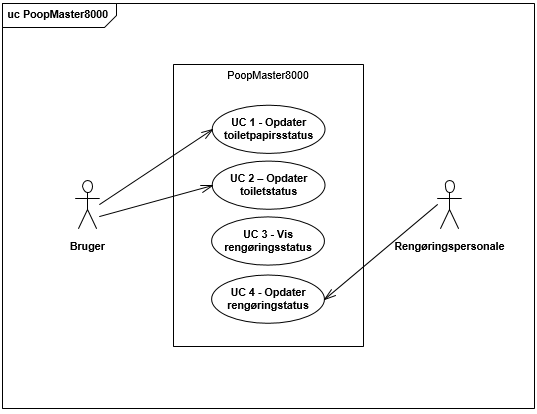 uc PoopMaster8000
PoopMaster8000
UC 1 - Opdater
toiletpapirsstatus
UC 2 – Opdater
toiletstatus
UC 3 - Vis
rengøringsstatus
UC 4 - Opdater
rengøringstatus
Bruger
Rengøringspersonale